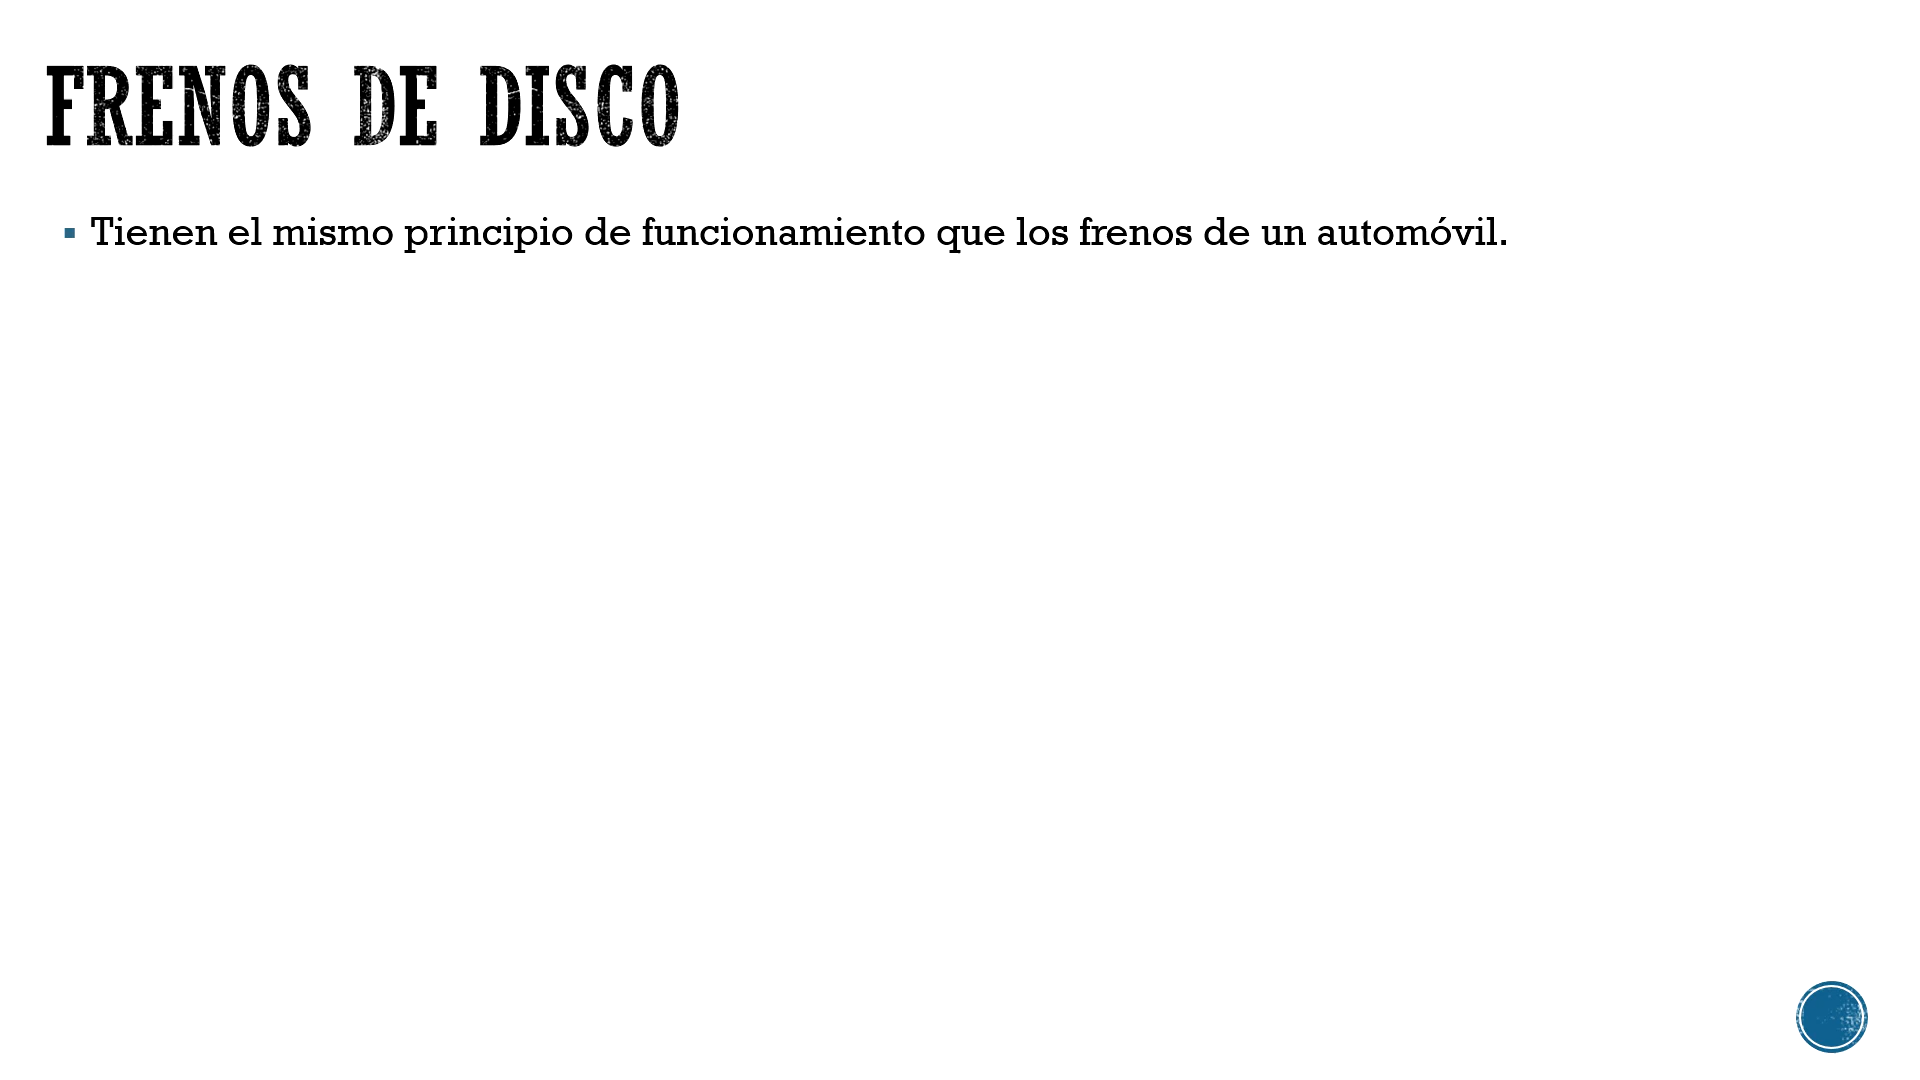 FRENOS DE DISCO
▪ Tienen el mismo principio de funcionamiento que los frenos de un automóvil.